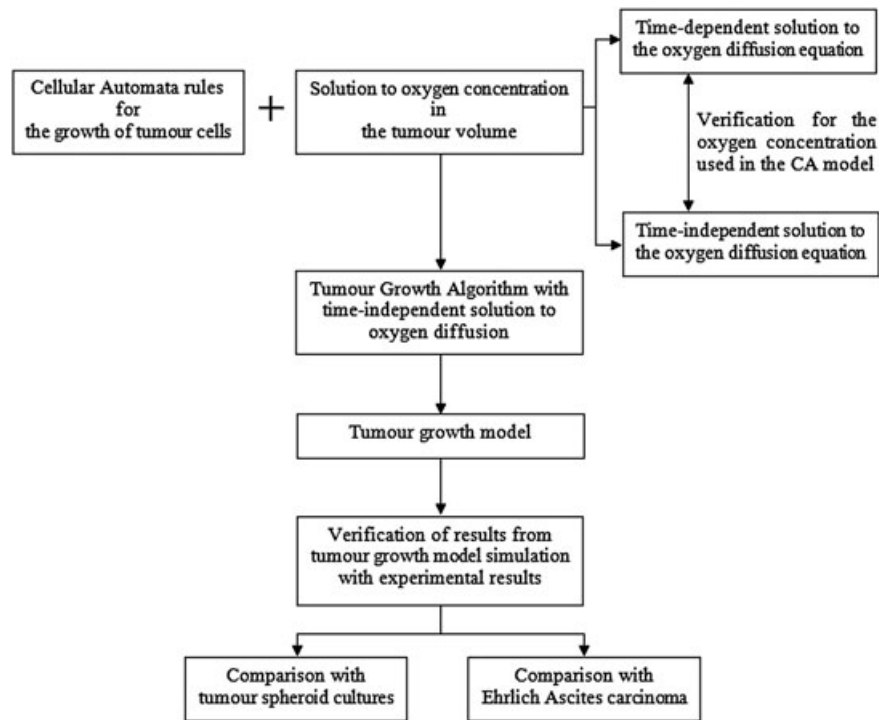 Cellular Automata rules
for
the growth of tumour cells
+
Solution to oxygen concentration
in
the tumour volume
Time-dependent solution to
the oxygen diffusion equation
Verification for the
oxygen concentration
used in the CA model
Time-independent solution to
the oxygen diffusion equation
Tumour Growth Algorithm with
time-independent solution to
oxygen diffusion
Tumour growth model
Verification of results from
tumour growth model simulation
with experimental results
Comparison with
tumour spheroid cultures
Comparison with
Ehrlich Ascites carcinoma